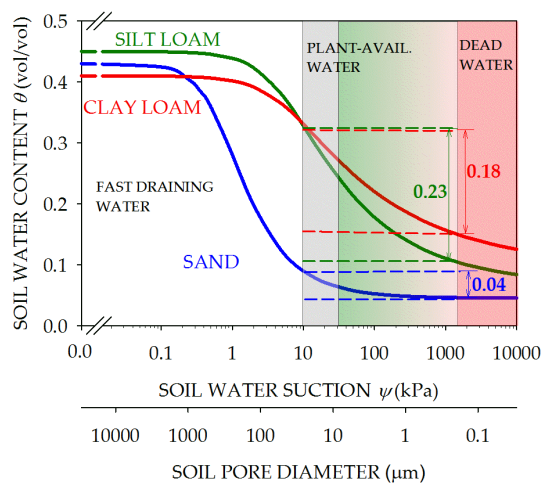 0.5
0.4
0.3
0.2
0.1
0.0
SOIL WATER CONTENT θ (vol/vol)
SILT LOAM
CLAY LOAM
FAST DRAINING
WATER
SAND
PLANT-AVAIL.
WATER
DEAD
WATER
0.23
0.18
0.04
0.0 0.1 1 10 100 1000 10000
SOIL WATER SUCTION ψ (kPa)
10000 1000 100 10 1 0.1
SOIL PORE DIAMETER (μm)